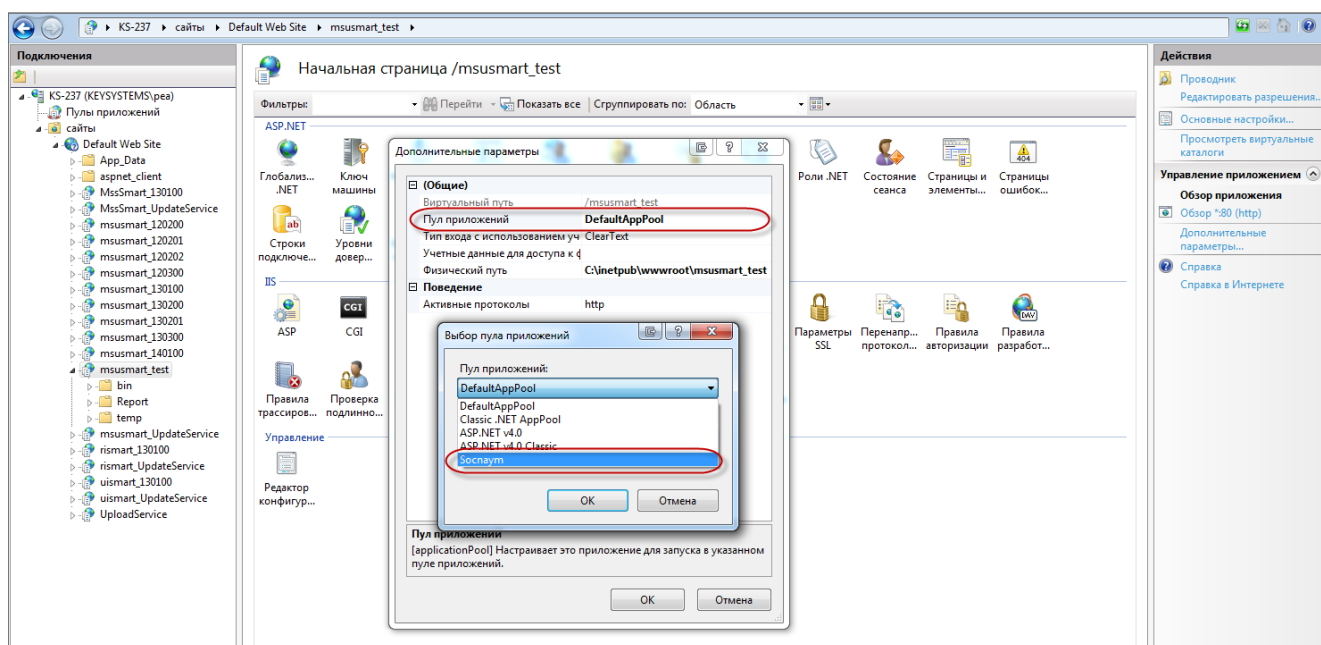 KS-237 ▸ сайты ▸ Default Web Site ▸ msusmart_test ▸
Подключения
KS-237 (KEYSYSTEMS\pea)
Пулы приложений
сайты
Default Web Site
App_Data
aspnet_client
MssSmart_130100
MssSmart_UpdateService
msusmart_120200
msusmart_120201
msusmart_120202
msusmart_120300
msusmart_130100
msusmart_130200
msusmart_130201
msusmart_130300
msusmart_140100
msusmart_test
bin
Report
temp
msusmart_UpdateService
rismart_130100
rismart_UpdateService
uismart_130100
uismart_UpdateService
UploadService
Начальная страница /msusmart_test
Фильтры: Перейти Показать все Сгруппировать по: Область
ASP.NET
Глобализ... .NET
Ключ машины
Роли .NET
Состояние сеанса
Страницы и элементы...
Страницы ошибок...
Строки подключе...
Уровни довер...
IIS
ASP
CGI
Параметры SSL
Перенапр... протокол...
Правила авторизации
Правила разработ...
Правила трассиров...
Проверка подлинно...
Управление
Редактор конфигур...
Дополнительные параметры
(Общие)
Виртуальный путь /msusmart_test
Пул приложений DefaultAppPool
Тип входа с использованием уч ClearText
Учетные данные для доступа к ф
Физический путь C:\inetpub\wwwroot\msusmart_test
Поведение
Активные протоколы http
Выбор пула приложений
Пул приложений:
DefaultAppPool
DefaultAppPool
Classic .NET AppPool
ASP.NET v4.0
ASP.NET v4.0 Classic
Socnaym
OK Отмена
Пул приложений
[applicationPool] Настраивает это приложение для запуска в указанном
пуле приложений.
OK Отмена
Действия
Проводник
Редактировать разрешения..
Основные настройки...
Просмотреть виртуальные
каталоги
Управление приложением
Обзор приложения
Обзор *:80 (http)
Дополнительные
параметры...
Справка
Справка в Интернете